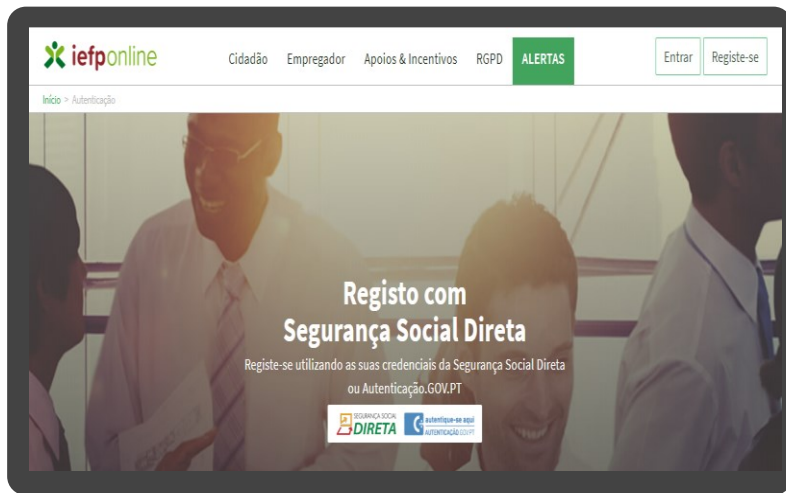 iefponline
Cidadão Empregador Apoios & Incentivos RGPD ALERTAS Entrar Registe-se
Início > Autenticação
Registo com
Segurança Social Direta
Registe-se utilizando as suas credenciais da Segurança Social Direta
ou Autenticação.GOV.PT
SEGURANÇA SOCIAL
DIRETA
autentique-se aqui
AUTENTICAÇÃO.GOV.PT